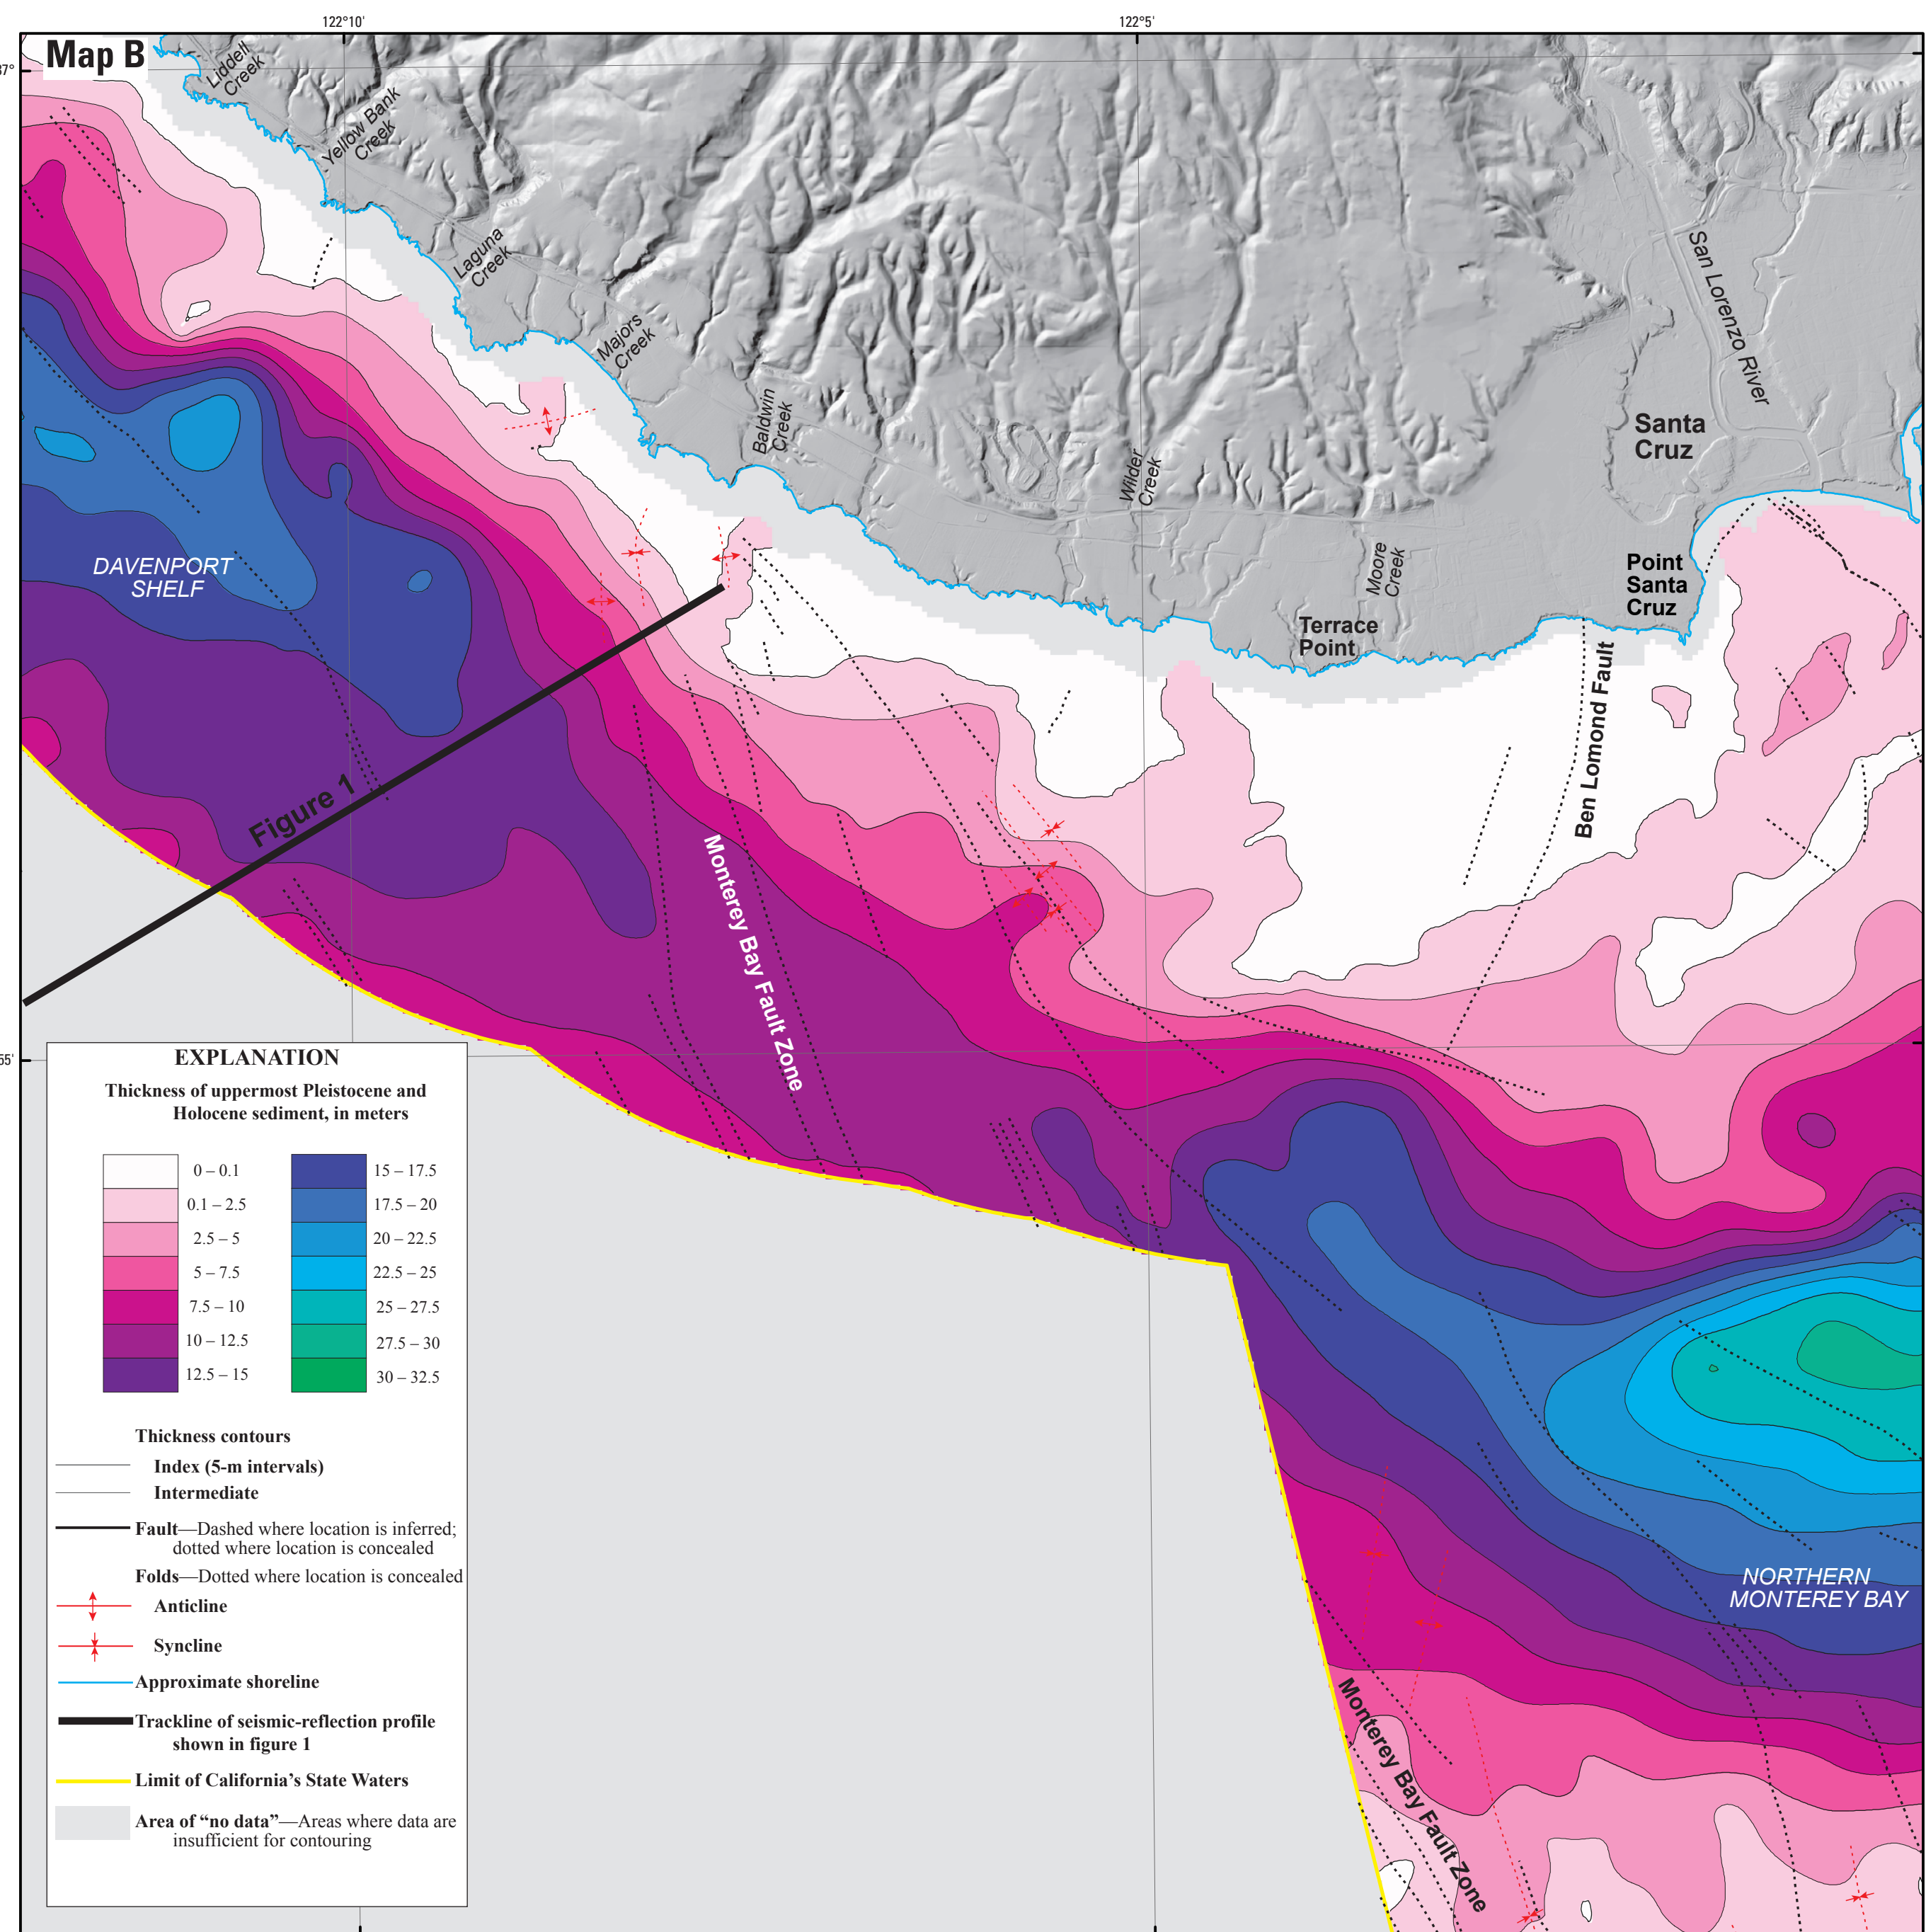 122°10'
122°5'
Map B
37°
Liddell
Creek
Yellow Bank
Creek
Laguna
Creek
Majors
Creek
Baldwin
Creek
Wilder
Creek
San Lorenzo River
Santa
Cruz
Moore
Creek
Point
Santa
Cruz
Terrace
Point
DAVENPORT
SHELF
Ben Lomond Fault
Figure 1
Monterey Bay Fault Zone
55'
EXPLANATION
Thickness of uppermost Pleistocene and
Holocene sediment, in meters
0 – 0.1
0.1 – 2.5
2.5 – 5
5 – 7.5
7.5 – 10
10 – 12.5
12.5 – 15
15 – 17.5
17.5 – 20
20 – 22.5
22.5 – 25
25 – 27.5
27.5 – 30
30 – 32.5
Thickness contours
Index (5-m intervals)
Intermediate
Fault—Dashed where location is inferred;
dotted where location is concealed
Folds—Dotted where location is concealed
Anticline
Syncline
Approximate shoreline
Trackline of seismic-reflection profile
shown in figure 1
Limit of California’s State Waters
Area of “no data”—Areas where data are
insufficient for contouring
NORTHERN
MONTEREY BAY
Monterey Bay Fault Zone